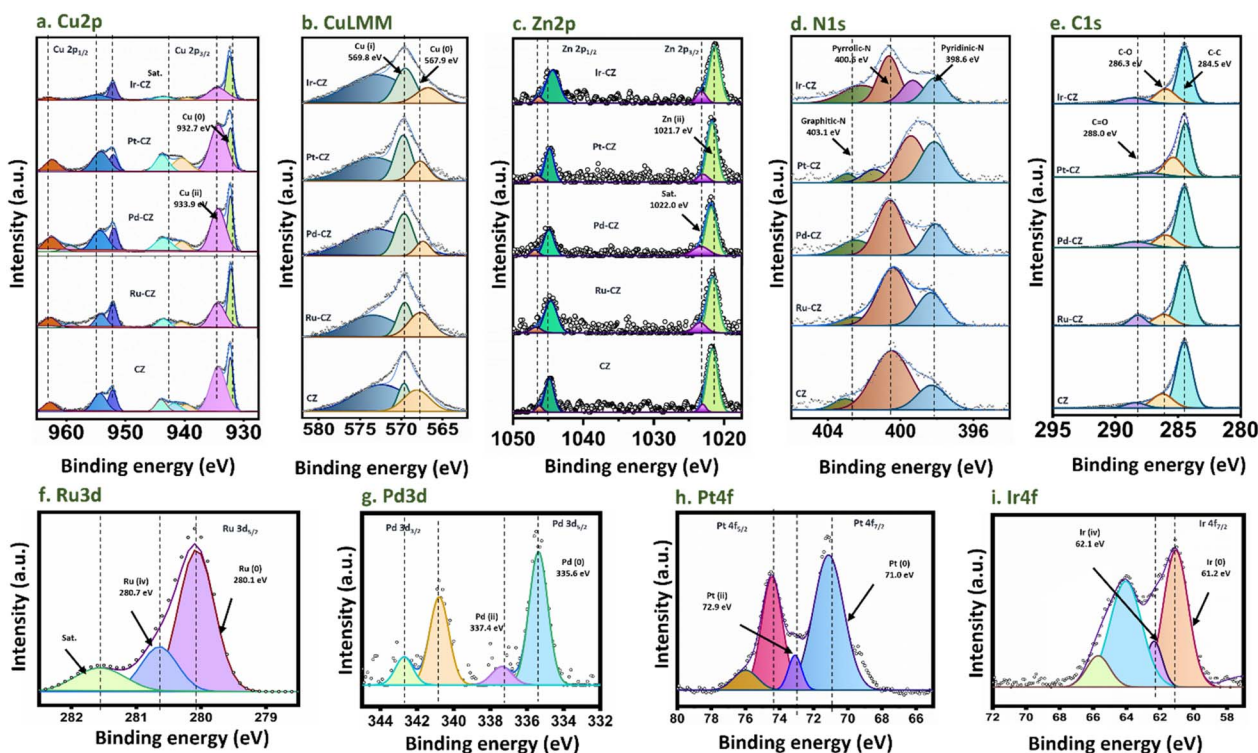 a. Cu2p
Cu 2p1/2
Cu 2p3/2
Sat.
Ir-CZ
Cu (0)
932.7 eV
Pt-CZ
Cu (ii)
933.9 eV
Pd-CZ
Ru-CZ
CZ
Intensity (a.u.)
960
950
940
930
Binding energy (eV)
b. CuLMM
Cu (i)
569.8 eV
Cu (0)
567.9 eV
Ir-CZ
Pt-CZ
Pd-CZ
Ru-CZ
CZ
Intensity (a.u.)
580
575
570
565
Binding energy (eV)
c. Zn2p
Zn 2p1/2
Zn 2p3/2
Ir-CZ
Zn (ii)
1021.7 eV
Pt-CZ
Sat.
1022.0 eV
Pd-CZ
Ru-CZ
CZ
Intensity (a.u.)
1050
1040
1030
1020
Binding energy (eV)
d. N1s
Pyrrolic-N
400.6 eV
Pyridinic-N
398.6 eV
Ir-CZ
Graphitic-N
403.1 eV
Pt-CZ
Pd-CZ
Ru-CZ
CZ
Intensity (a.u.)
404
400
396
Binding energy (eV)
e. C1s
C-O
286.3 eV
C-C
284.5 eV
Ir-CZ
C=O
288.0 eV
Pt-CZ
Pd-CZ
Ru-CZ
CZ
Intensity (a.u.)
295
290
285
280
Binding energy (eV)
f. Ru3d
Ru 3d5/2
Ru (iv)
280.7 eV
Ru (0)
280.1 eV
Sat.
Intensity (a.u.)
282
281
280
279
Binding energy (eV)
g. Pd3d
Pd 3d3/2
Pd 3d5/2
Pd (0)
335.6 eV
Pd (ii)
337.4 eV
Intensity (a.u.)
344
342
340
338
336
334
332
Binding energy (eV)
h. Pt4f
Pt 4f5/2
Pt 4f7/2
Pt (0)
71.0 eV
Pt (ii)
72.9 eV
Intensity (a.u.)
80
78
76
74
72
70
68
66
Binding energy (eV)
i. Ir4f
Ir (iv)
62.1 eV
Ir 4f7/2
Ir (0)
61.2 eV
Intensity (a.u.)
72
70
68
66
64
62
60
58
Binding energy (eV)